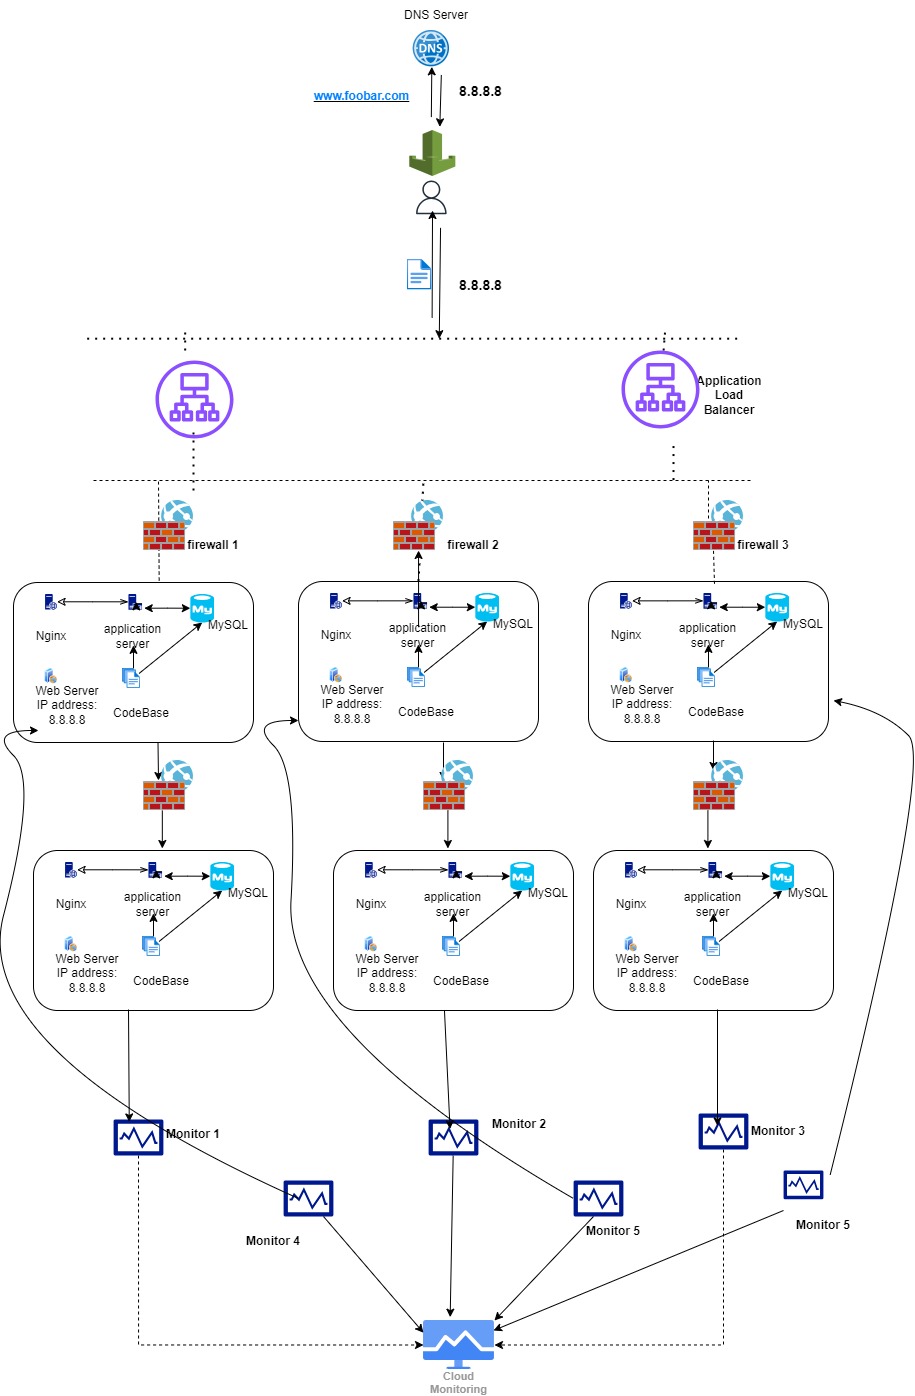 DNS Server
DNS
www.foobar.com
8.8.8.8
8.8.8.8
Application
Load
Balancer
firewall 1
firewall 2
firewall 3
My
MySQL
Nginx
application
server
Web Server
IP address:
8.8.8.8
CodeBase
My
MySQL
Nginx
application
server
Web Server
IP address:
8.8.8.8
CodeBase
My
MySQL
Nginx
application
server
Web Server
IP address:
8.8.8.8
CodeBase
My
MySQL
Nginx
application
server
Web Server
IP address:
8.8.8.8
CodeBase
My
MySQL
Nginx
application
server
Web Server
IP address:
8.8.8.8
CodeBase
My
MySQL
Nginx
application
server
Web Server
IP address:
8.8.8.8
CodeBase
Monitor 1
Monitor 2
Monitor 3
Monitor 4
Monitor 5
Monitor 5
Cloud
Monitoring